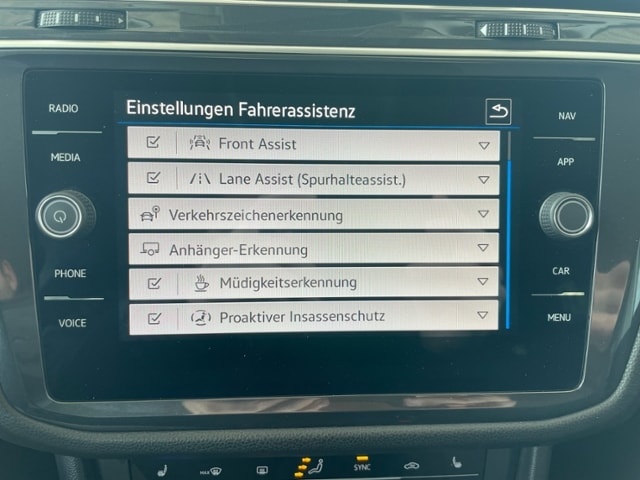 RADIO
MEDIA
PHONE
VOICE
Einstellungen Fahrerassistenz
Front Assist
Lane Assist (Spurhalteassist.)
Verkehrszeichenerkennung
Anhänger-Erkennung
Müdigkeitserkennung
Proaktiver Insassenschutz
NAV
APP
CAR
MENU
MAX
SYNC